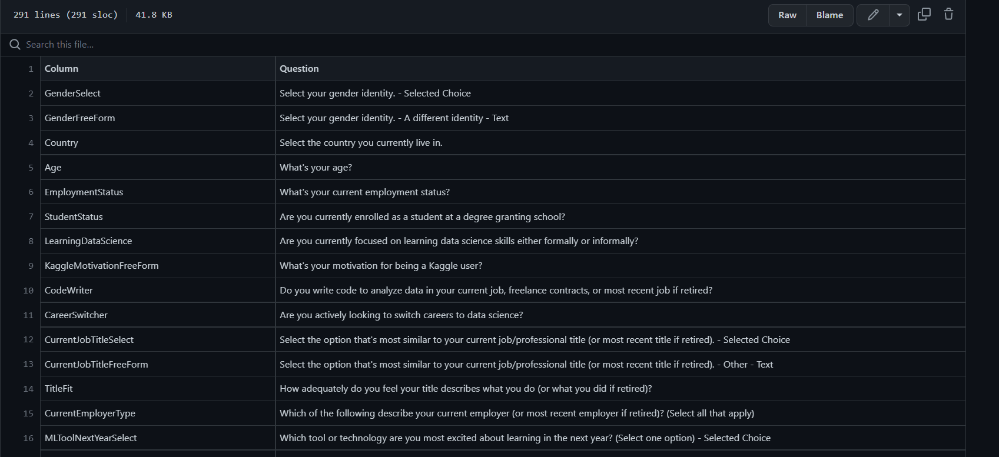 291 lines (291 sloc) 41.8 KB Raw Blame
Search this file...
1 Column Question
2 GenderSelect Select your gender identity. - Selected Choice
3 GenderFreeForm Select your gender identity. - A different identity - Text
4 Country Select the country you currently live in.
5 Age What's your age?
6 EmploymentStatus What's your current employment status?
7 StudentStatus Are you currently enrolled as a student at a degree granting school?
8 LearningDataScience Are you currently focused on learning data science skills either formally or informally?
9 KaggleMotivationFreeForm What's your motivation for being a Kaggle user?
10 CodeWriter Do you write code to analyze data in your current job, freelance contracts, or most recent job if retired?
11 CareerSwitcher Are you actively looking to switch careers to data science?
12 CurrentJobTitleSelect Select the option that's most similar to your current job/professional title (or most recent title if retired). - Selected Choice
13 CurrentJobTitleFreeForm Select the option that's most similar to your current job/professional title (or most recent title if retired). - Other - Text
14 TitleFit How adequately do you feel your title describes what you do (or what you did if retired)?
15 CurrentEmployerType Which of the following describe your current employer (or most recent employer if retired)? (Select all that apply)
16 MLToolNextYearSelect Which tool or technology are you most excited about learning in the next year? (Select one option) - Selected Choice